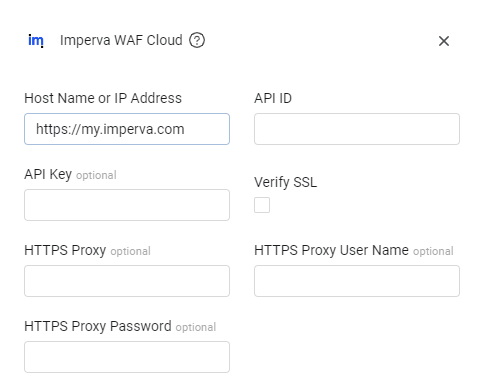 im Imperva WAF Cloud ?
Host Name or IP Address
https://my.imperva.com
API ID
API Key optional
Verify SSL
HTTPS Proxy optional
HTTPS Proxy User Name optional
HTTPS Proxy Password optional